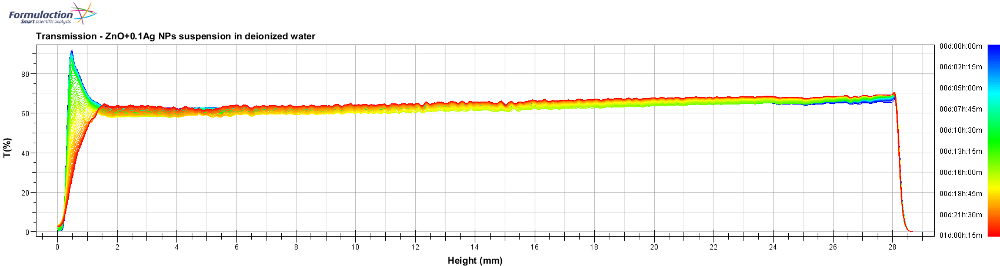 Formulaction
Smart scientific analysis
Transmission - ZnO+0.1Ag NPs suspension in deionized water
T(%)
80
60
40
20
0
0 2 4 6 8 10 12 14 16 18 20 22 24 26 28
Height (mm)
00d:00h:00m
00d:02h:15m
00d:05h:00m
00d:07h:45m
00d:10h:30m
00d:13h:15m
00d:16h:00m
00d:18h:45m
00d:21h:30m
01d:00h:15m